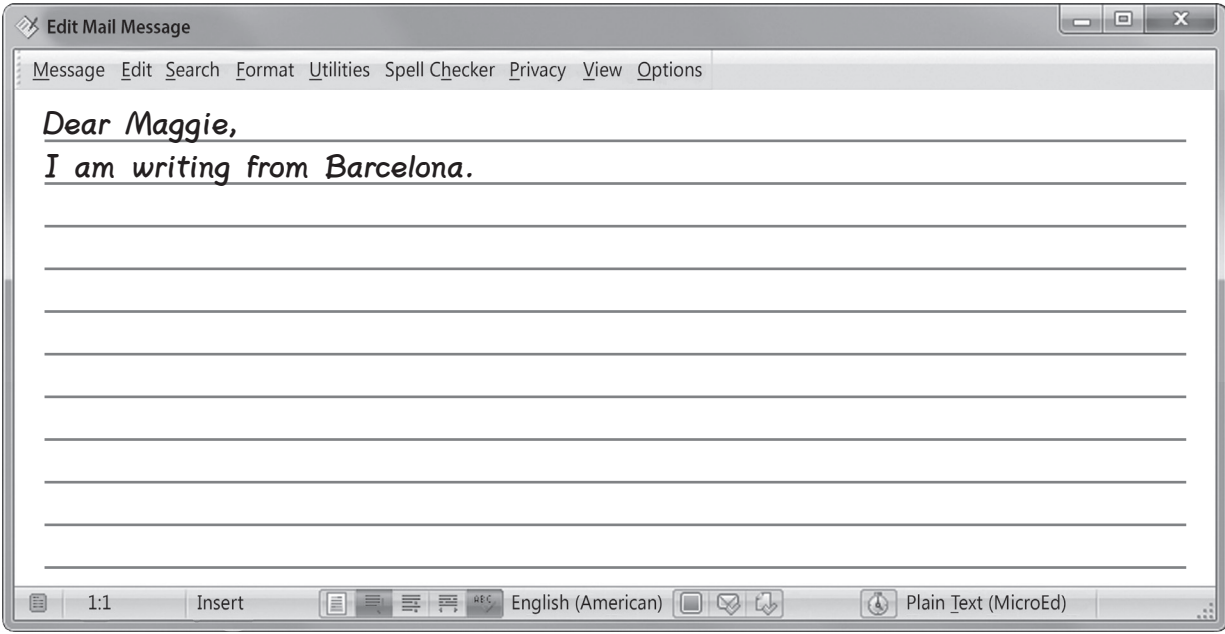 Edit Mail Message
Message Edit Search Format Utilities Spell Checker Privacy View Options
Dear Maggie,
I am writing from Barcelona.
1:1 Insert ABC English (American) Plain Text (MicroEd)